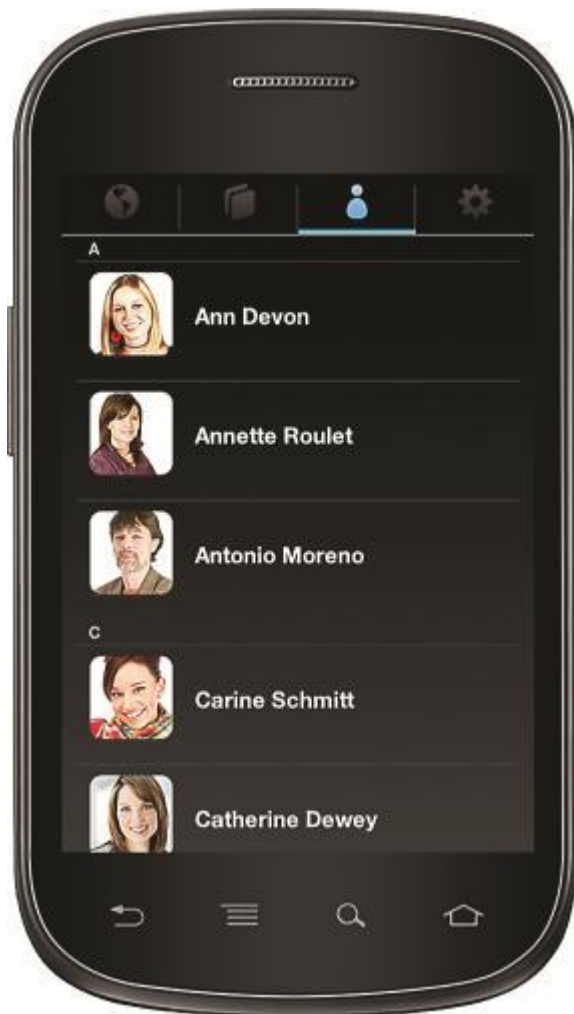 A
Ann Devon
Annette Roulet
Antonio Moreno
C
Carine Schmitt
Catherine Dewey